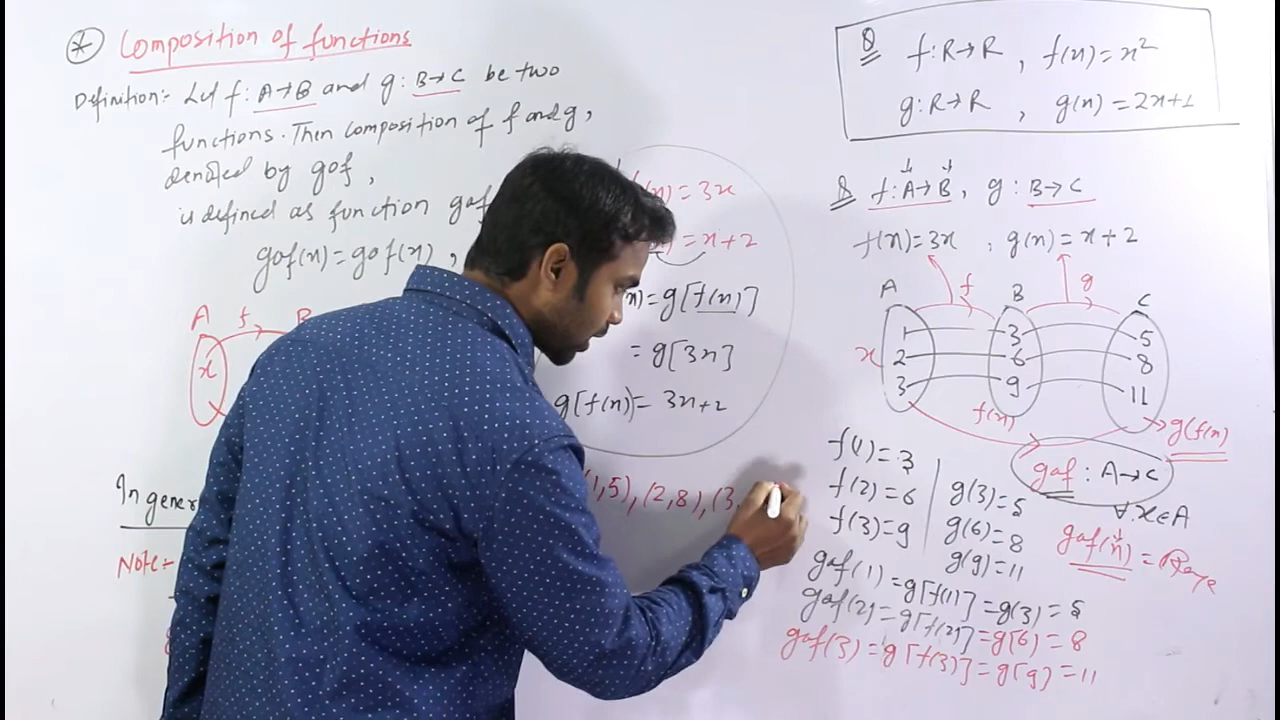 * Composition of functions
Definition:- Let f: A→B and g: B→C be two
functions. Then composition of f and g,
denoted by gof,
is defined as function gof
gof(x)=gof(x),
A f B
x
In gener
Note:-
(x)=3x
)=x+2
x)=g[f(x)]
=g[3x]
g[f(x)]=3x+2
(1,5),(2,8),(3,
Q f:R→R, f(x)=x²
g:R→R, g(x)=2x+1
Q f: A→B, g: B→C
f(x)=3x, g(x)=x+2
A f B g C
1 3 5
x 2 6 8
3 9 11
f(x) g(f(x)
gof : A→C
∀ x∈A
f(1)=3
f(2)=6
f(3)=9
g(3)=5
g(6)=8
g(9)=11
gof(x) = Range
gof(1)=g[f(1)]=g(3)=5
gof(2)=g[f(2)]=g(6)=8
gof(3)=g[f(3)]=g(9)=11